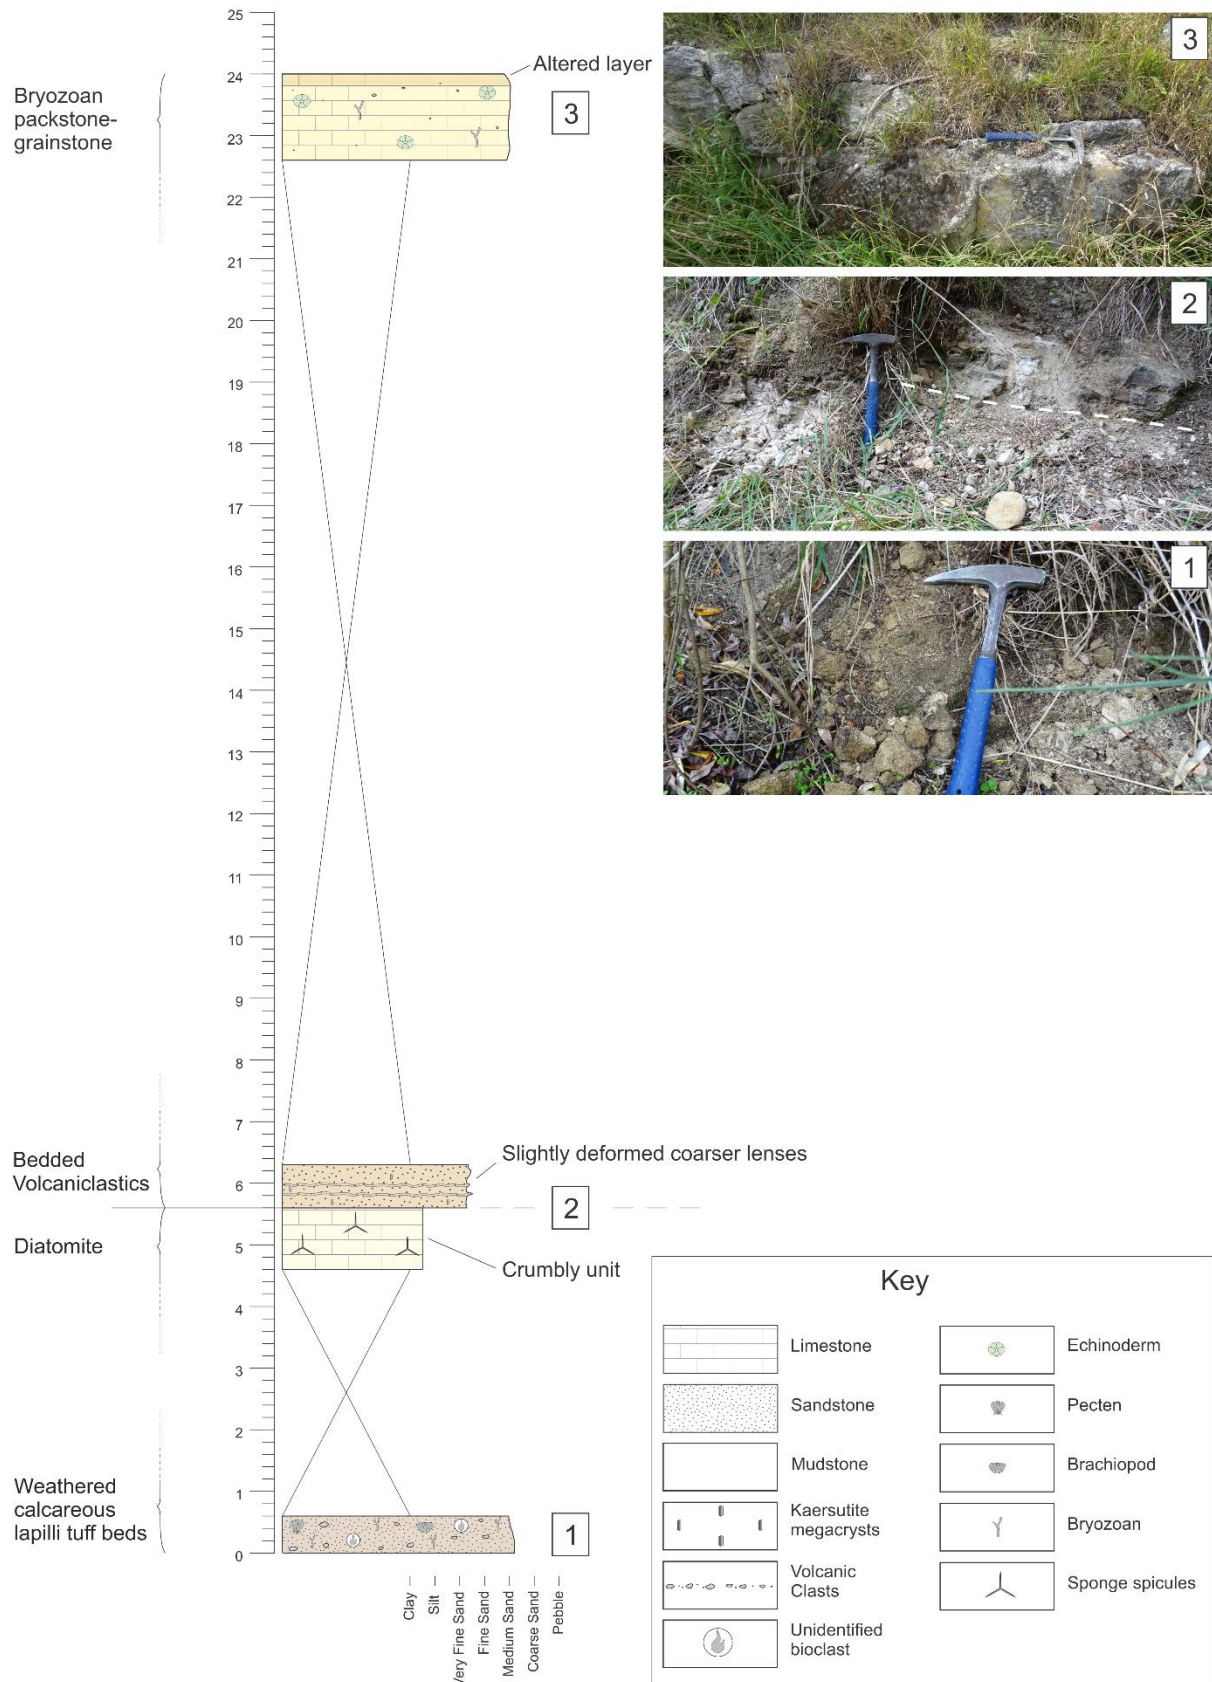 25
24
23
22
21
20
19
18
17
16
15
14
13
12
11
10
9
8
7
6
5
4
3
2
1
0
Bryozoan
packstone-
grainstone
Altered layer
3
Bedded
Volcaniclastics
Slightly deformed coarser lenses
2
Diatomite
Crumbly unit
Weathered
calcareous
lapilli tuff beds
1
Clay
Silt
Very Fine Sand
Fine Sand
Medium Sand
Coarse Sand
Pebble
3
2
1
Key
Limestone
Sandstone
Mudstone
Kaersutite
megacrysts
Volcanic
Clasts
Unidentified
bioclast
Echinoderm
Pecten
Brachiopod
Bryozoan
Sponge spicules